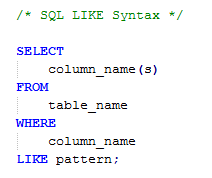 /* SQL LIKE Syntax */
SELECT
column_name(s)
FROM
table_name
WHERE
column_name
LIKE pattern;